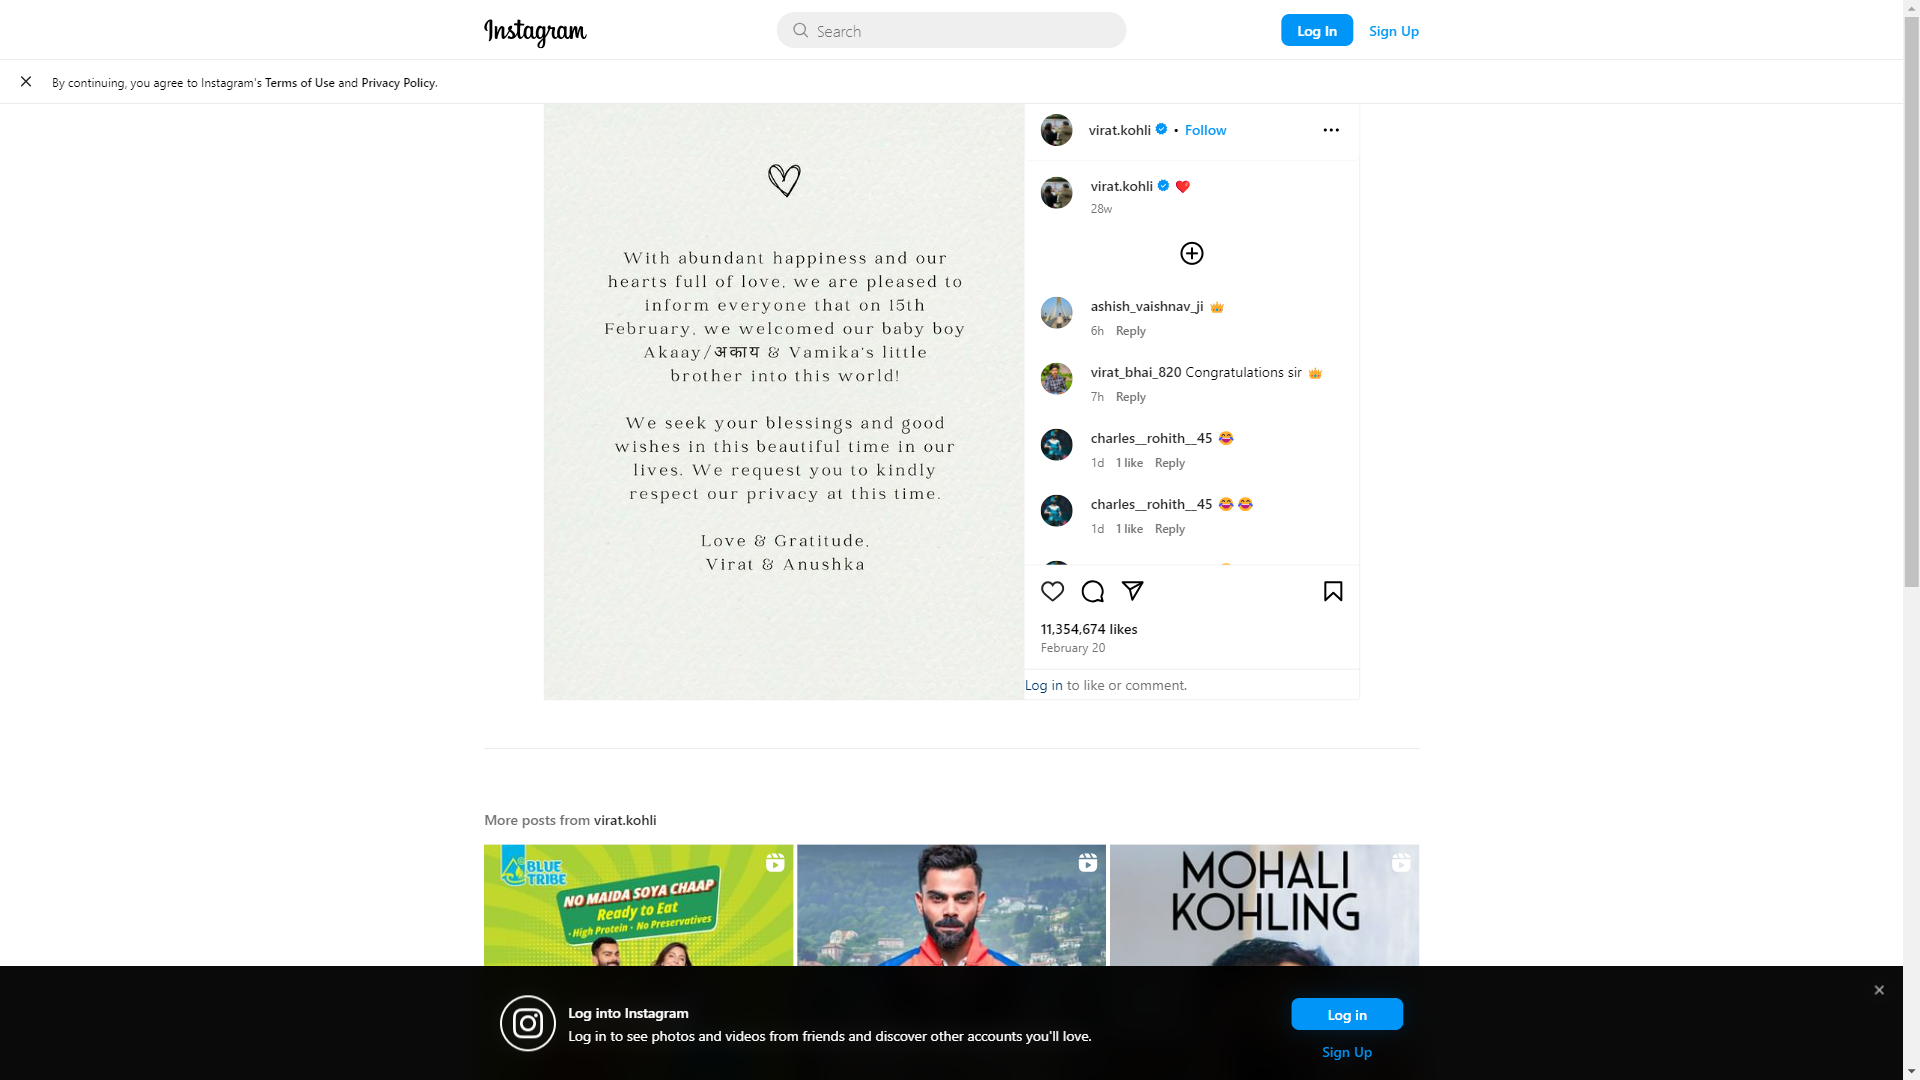 Instagram
Search
Log In
Sign Up
By continuing, you agree to Instagram's Terms of Use and Privacy Policy.
With abundant happiness and our
hearts full of love, we are pleased to
inform everyone that on 15th
February, we welcomed our baby boy
Akaay/अकाय & Vamika's little
brother into this world!
We seek your blessings and good
wishes in this beautiful time in our
lives. We request you to kindly
respect our privacy at this time.
Love & Gratitude,
Virat & Anushka
virat.kohli • Follow
virat.kohli ❤️
28w
ashish_vaishnav_ji 👑
6h Reply
virat_bhai_820 Congratulations sir 👑
7h Reply
charles__rohith__45 😂
1d 1 like Reply
charles__rohith__45 😂😂
1d 1 like Reply
11,354,674 likes
February 20
Log in to like or comment.
More posts from virat.kohli
BLUE
TRIBE
NO MAIDA SOYA CHAAP
Ready to Eat
• High Protein • No Preservatives
MOHALI
KOHLING
Log into Instagram
Log in to see photos and videos from friends and discover other accounts you'll love.
Log in
Sign Up